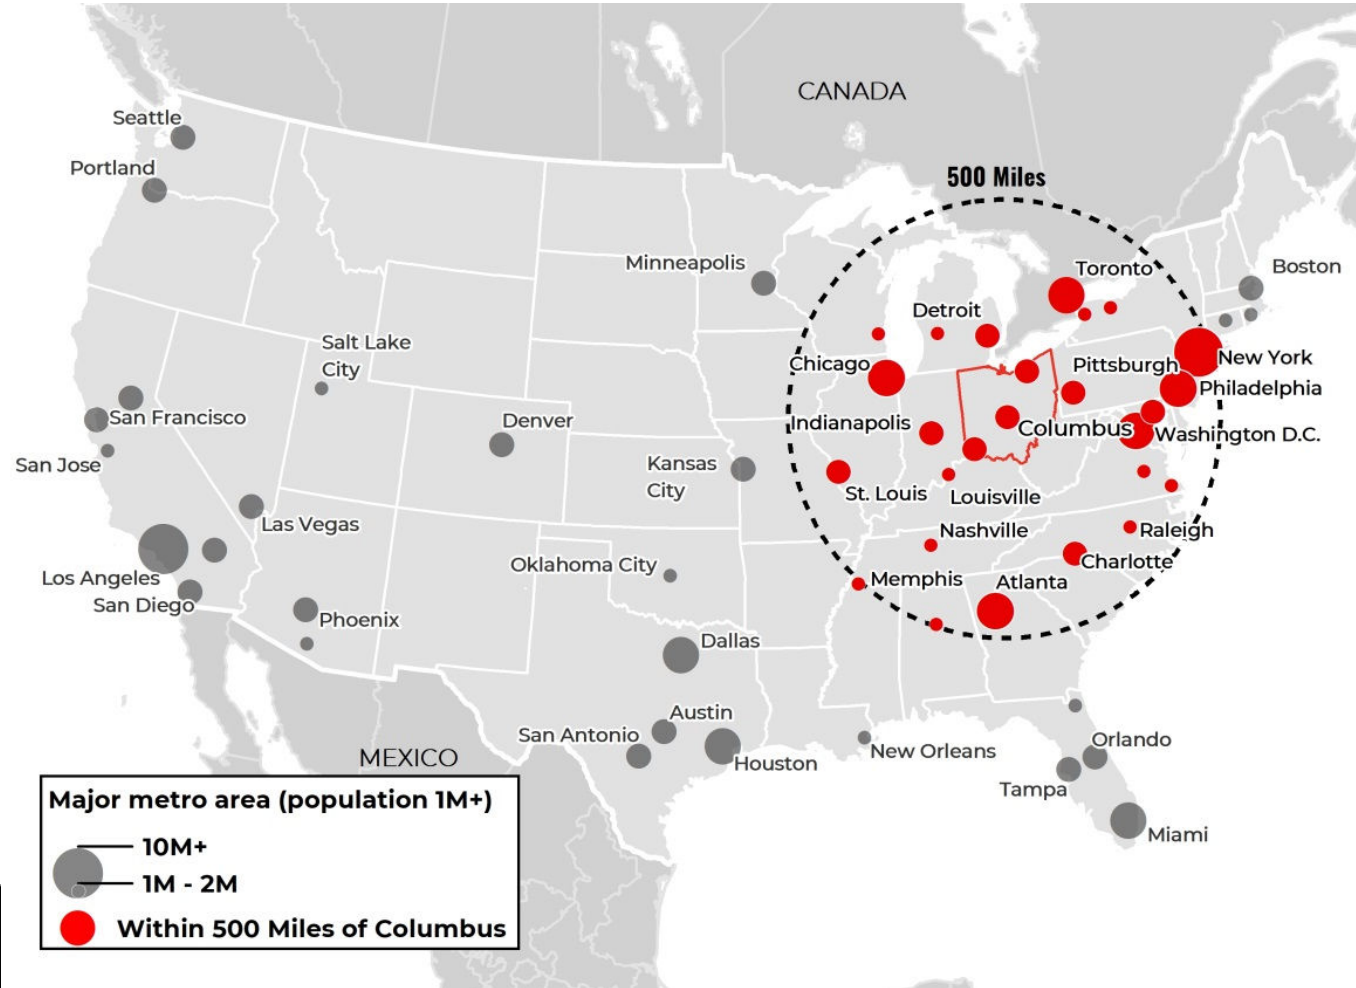 CANADA
Seattle
Portland
500 Miles
Minneapolis
Toronto
Boston
Detroit
Salt Lake
City
Chicago
Pittsburgh
New York
Philadelphia
San Francisco
Denver
Indianapolis
Columbus
Washington D.C.
San Jose
Kansas
City
St. Louis
Louisville
Las Vegas
Nashville
Raleigh
Oklahoma City
Charlotte
Los Angeles
Memphis
Atlanta
San Diego
Phoenix
Dallas
Austin
San Antonio
MEXICO
Houston
New Orleans
Orlando
Tampa
Miami
Major metro area (population 1M+)
10M+
1M - 2M
Within 500 Miles of Columbus